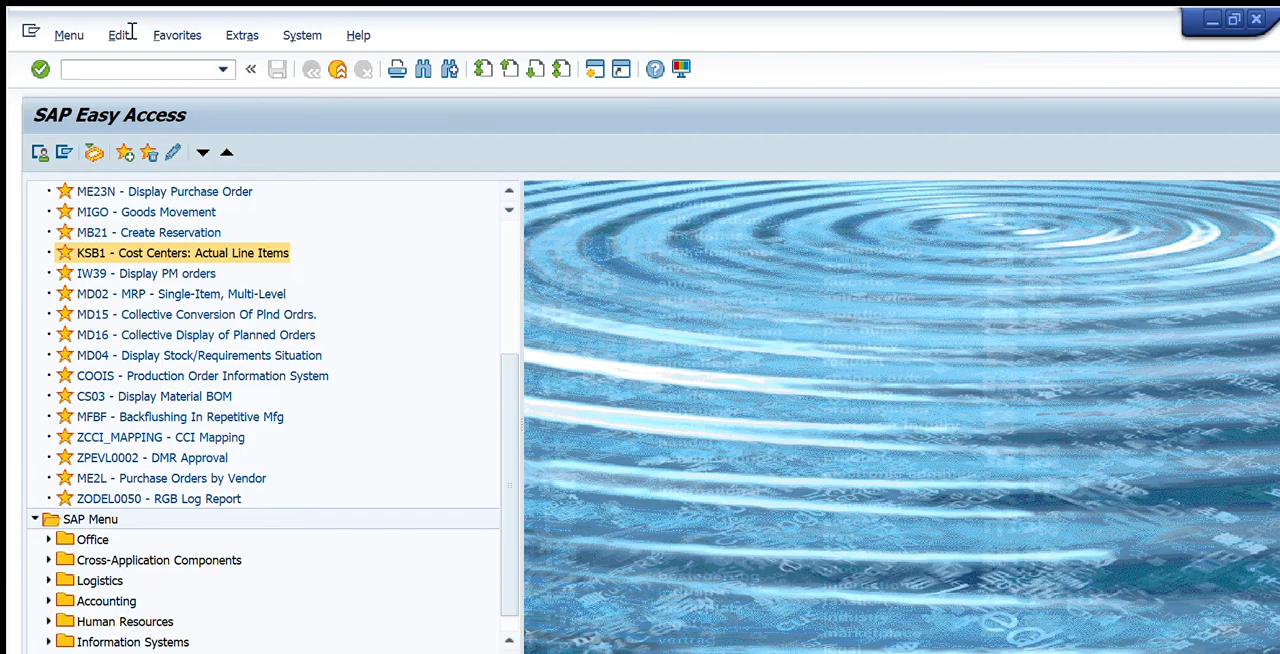 Menu Edit Favorites Extras System Help
SAP Easy Access
ME23N - Display Purchase Order
MIGO - Goods Movement
MB21 - Create Reservation
KSB1 - Cost Centers: Actual Line Items
IW39 - Display PM orders
MD02 - MRP - Single-Item, Multi-Level
MD15 - Collective Conversion Of Plnd Ordrs.
MD16 - Collective Display of Planned Orders
MD04 - Display Stock/Requirements Situation
COOIS - Production Order Information System
CS03 - Display Material BOM
MFBF - Backflushing In Repetitive Mfg
ZCCI_MAPPING - CCI Mapping
ZPEVL0002 - DMR Approval
ME2L - Purchase Orders by Vendor
ZODEL0050 - RGB Log Report
SAP Menu
Office
Cross-Application Components
Logistics
Accounting
Human Resources
Information Systems